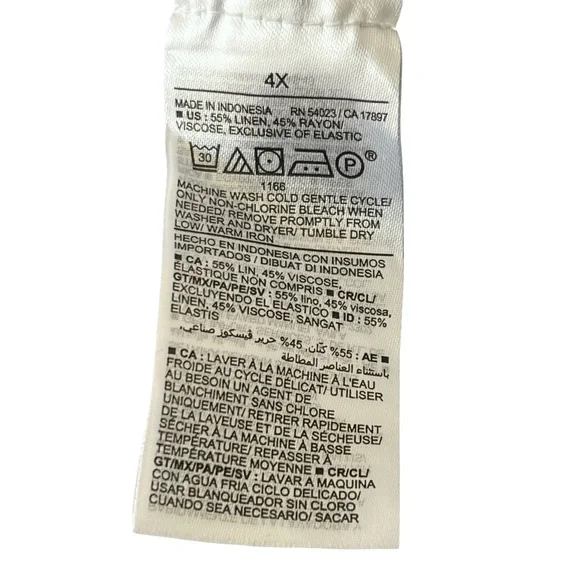 4X
MADE IN INDONESIA RN 54023 / CA 17897
■ US : 55% LINEN, 45% RAYON/
VISCOSE, EXCLUSIVE OF ELASTIC
30 P ®
1166
MACHINE WASH COLD GENTLE CYCLE/
ONLY NON-CHLORINE BLEACH WHEN
NEEDED/ REMOVE PROMPTLY FROM
WASHER AND DRYER/ TUMBLE DRY
LOW/ WARM IRON
HECHO EN INDONESIA CON INSUMOS
IMPORTADOS / DIBUAT DI INDONESIA
■ CA : 55% LIN, 45% VISCOSE,
ÉLASTIQUE NON COMPRIS ■ CR/CL/
GT/MX/PA/PE/SV : 55% lino, 45% viscosa,
EXCLUYENDO EL ELASTICO ■ ID : 55%
LINEN, 45% VISCOSE, SANGAT
ELASTIS
■ AE : 55% كتّان، 45% حرير ڤيسكوز صناعي،
باستثناء العناصر المطاطة
■ CA : LAVER À LA MACHINE À L'EAU
FROIDE AU CYCLE DÉLICAT/ UTILISER
AU BESOIN UN AGENT DE
BLANCHIMENT SANS CHLORE
UNIQUEMENT/ RETIRER RAPIDEMENT
DE LA LAVEUSE ET DE LA SÉCHEUSE/
SÉCHER À LA MACHINE À BASSE
TEMPÉRATURE/ REPASSER À
TEMPÉRATURE MOYENNE ■ CR/CL/
GT/MX/PA/PE/SV : LAVAR A MAQUINA
CON AGUA FRIA CICLO DELICADO/
USAR BLANQUEADOR SIN CLORO
CUANDO SEA NECESARIO/ SACAR